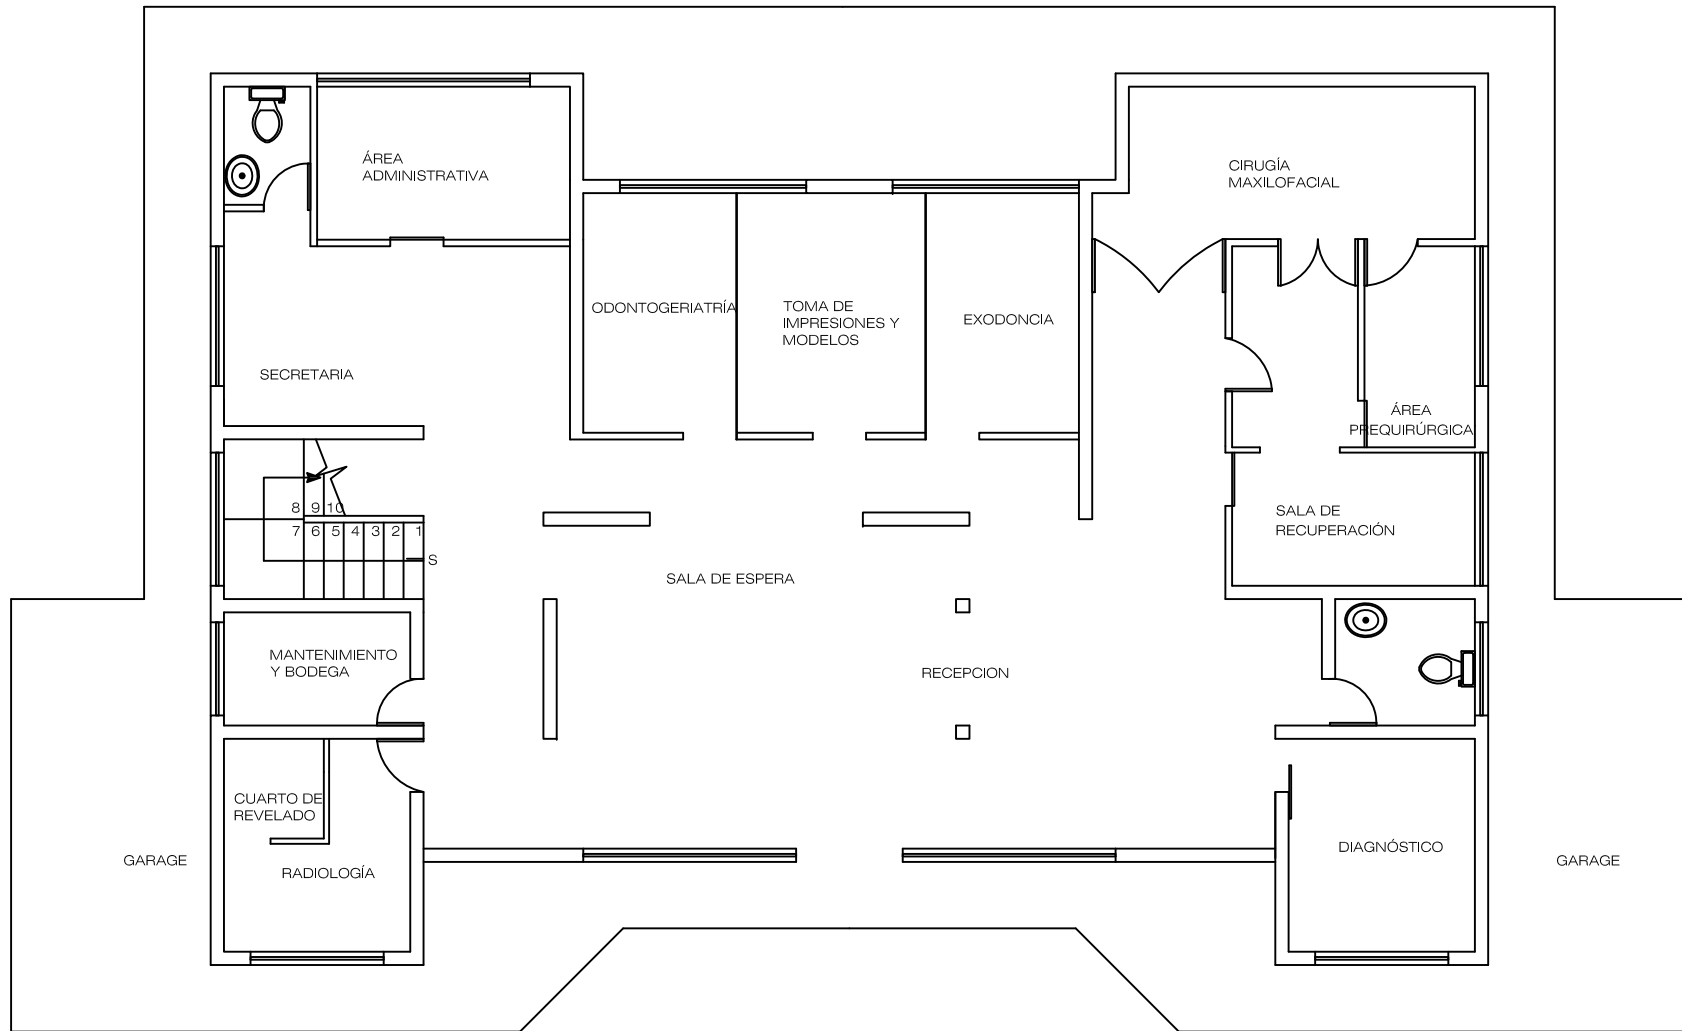 ÁREA
ADMINISTRATIVA
CIRUGÍA
MAXILOFACIAL
ODONTOGERIATRÍA
TOMA DE
IMPRESIONES Y
MODELOS
EXODONCIA
SECRETARIA
ÁREA
PREQUIRÚRGICA
8 9 10
7 6 5 4 3 2 1
S
SALA DE
RECUPERACIÓN
SALA DE ESPERA
MANTENIMIENTO
Y BODEGA
RECEPCION
CUARTO DE
REVELADO
RADIOLOGÍA
DIAGNÓSTICO
GARAGE
GARAGE